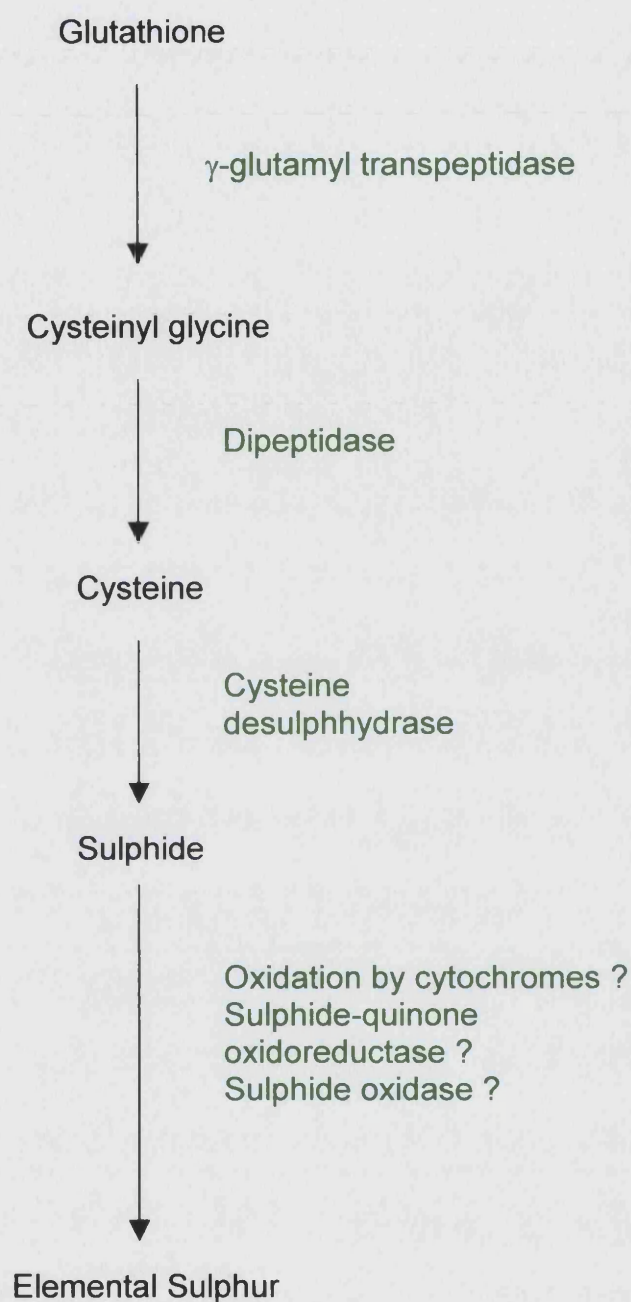 Glutathione
γ-glutamyl transpeptidase
Cysteinyl glycine
Dipeptidase
Cysteine
Cysteine
desulphhydrase
Sulphide
Oxidation by cytochromes ?
Sulphide-quinone
oxidoreductase ?
Sulphide oxidase ?
Elemental Sulphur